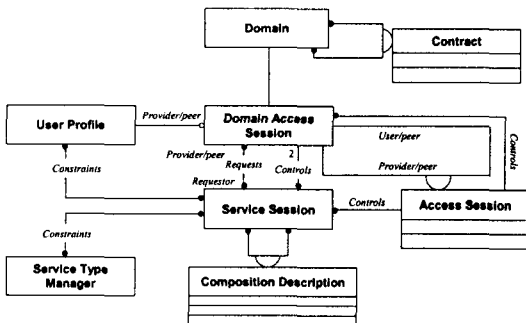 Domain
Contract
User Profile
Provider/peer
Domain Access
Session
User/peer
Controls
Provider/peer
Requests
2
Controls
Provider/peer
Constraints
Requestor
Service Session
Controls
Access Session
Constraints
Service Type
Manager
Composition Description